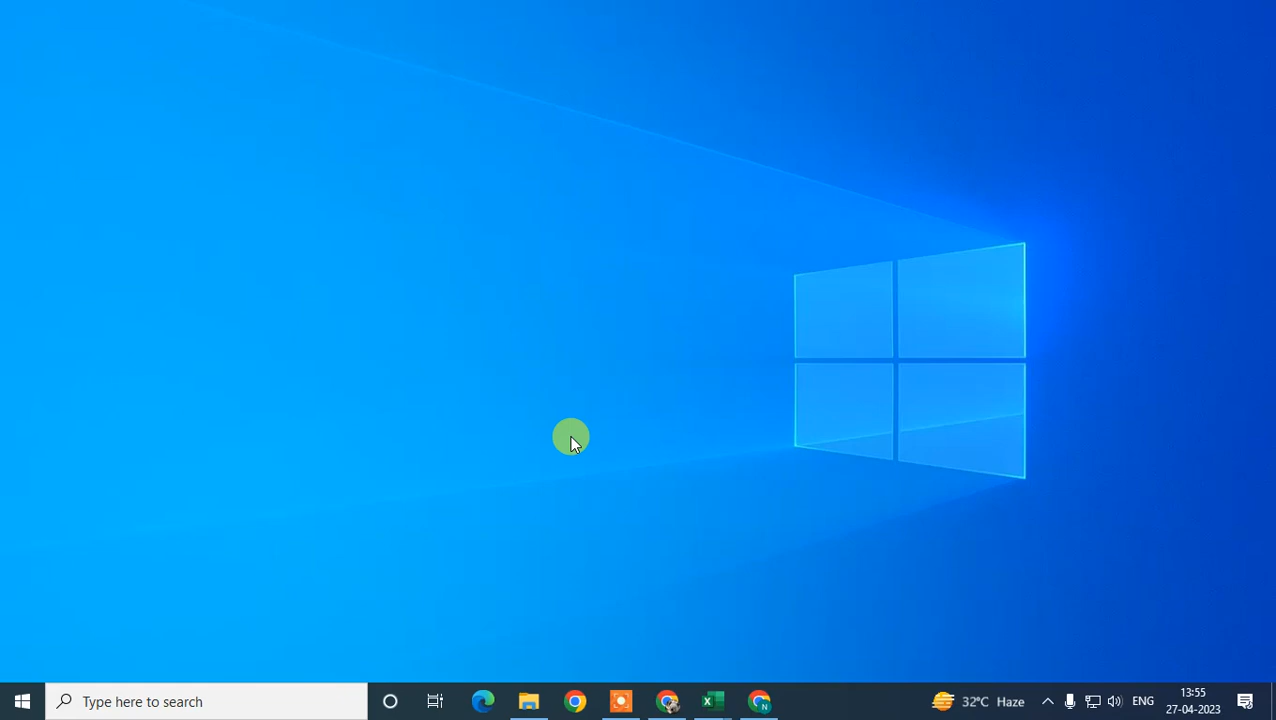 Type here to search
N
32°C Haze
ENG
13:55
27-04-2023